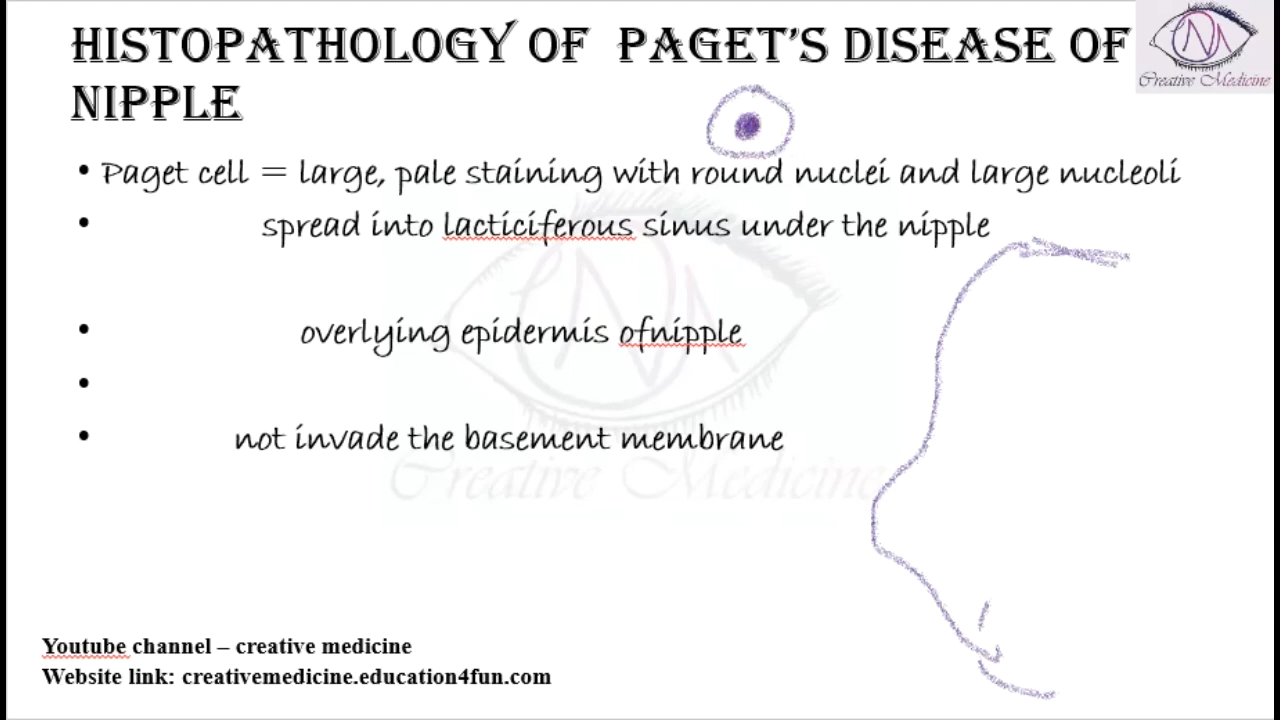 HISTOPATHOLOGY OF PAGET'S DISEASE OF
NIPPLE
Creative Medicine
• Paget cell = large, pale staining with round nuclei and large nucleoli
• spread into lacticiferous sinus under the nipple
• overlying epidermis ofnipple
•
• not invade the basement membrane
Creative Medicine
Youtube channel – creative medicine
Website link: creativemedicine.education4fun.com